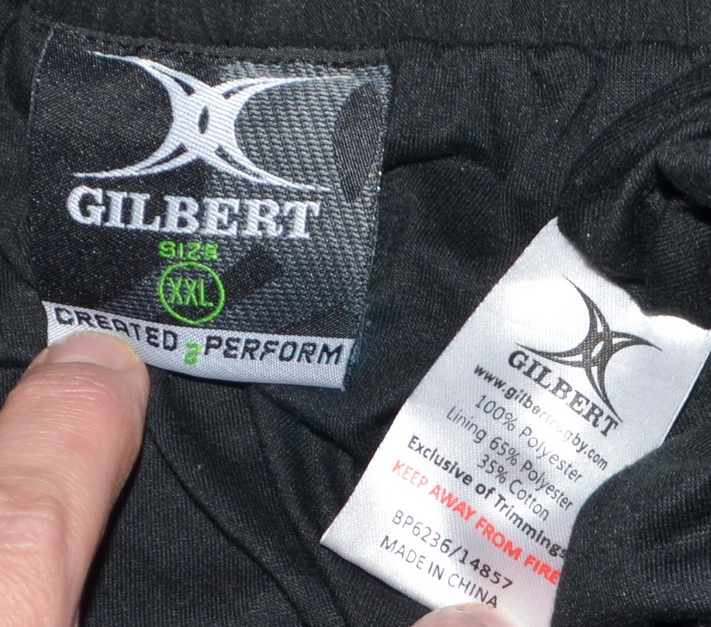 GILBERT
SIZE
XXL
CREATED 2 PERFORM
GILBERT
www.gilbertrugby.com
100% Polyester
Lining 65% Polyester
35% Cotton
Exclusive of Trimmings
KEEP AWAY FROM FIRE
BP6236/14857
MADE IN CHINA